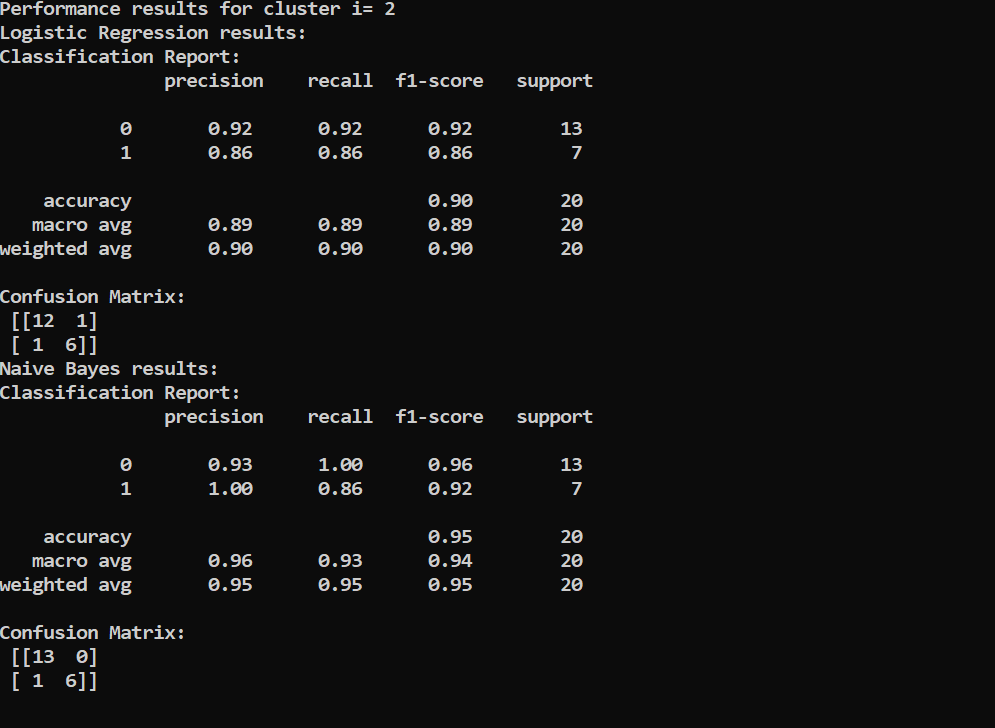 Performance results for cluster i= 2
Logistic Regression results:
Classification Report:
               precision    recall  f1-score   support

           0       0.92      0.92      0.92        13
           1       0.86      0.86      0.86         7

    accuracy                           0.90        20
   macro avg       0.89      0.89      0.89        20
weighted avg       0.90      0.90      0.90        20

Confusion Matrix:
 [[12  1]
 [ 1  6]]
Naive Bayes results:
Classification Report:
               precision    recall  f1-score   support

           0       0.93      1.00      0.96        13
           1       1.00      0.86      0.92         7

    accuracy                           0.95        20
   macro avg       0.96      0.93      0.94        20
weighted avg       0.95      0.95      0.95        20

Confusion Matrix:
 [[13  0]
 [ 1  6]]